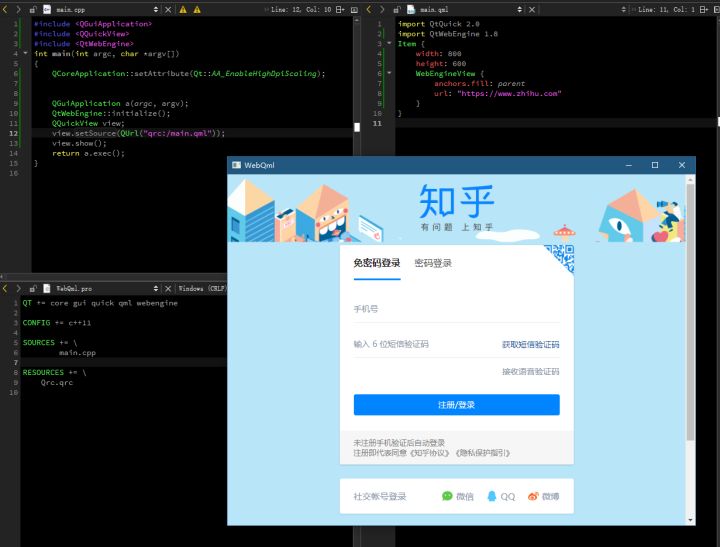 main.cpp
Line: 12, Col: 10
1 #include <QGuiApplication>
2 #include <QQuickView>
3 #include <QtWebEngine>
4 int main(int argc, char *argv[])
5 {
6 QCoreApplication::setAttribute(Qt::AA_EnableHighDpiScaling);
7
8
9 QGuiApplication a(argc, argv);
10 QtWebEngine::initialize();
11 QQuickView view;
12 view.setSource(QUrl("qrc:/main.qml"));
13 view.show();
14 return a.exec();
15 }
16
main.qml
Line: 11, Col: 1
1 import QtQuick 2.0
2 import QtWebEngine 1.8
3 Item {
4 width: 800
5 height: 600
6 WebEngineView {
7 anchors.fill: parent
8 url: "https://www.zhihu.com"
9 }
10 }
11
WebQml.pro
Windows (CRLF)
1 QT += core gui quick qml webengine
2
3 CONFIG += c++11
4
5 SOURCES += \
6 main.cpp
7
8 RESOURCES += \
9 Qrc.qrc
10
WebQml
知乎
有问题 上知乎
免密码登录 密码登录
手机号
输入 6 位短信验证码 获取短信验证码
接收语音验证码
注册/登录
未注册手机验证后自动登录
注册即代表同意《知乎协议》《隐私保护指引》
社交帐号登录 微信 QQ 微博